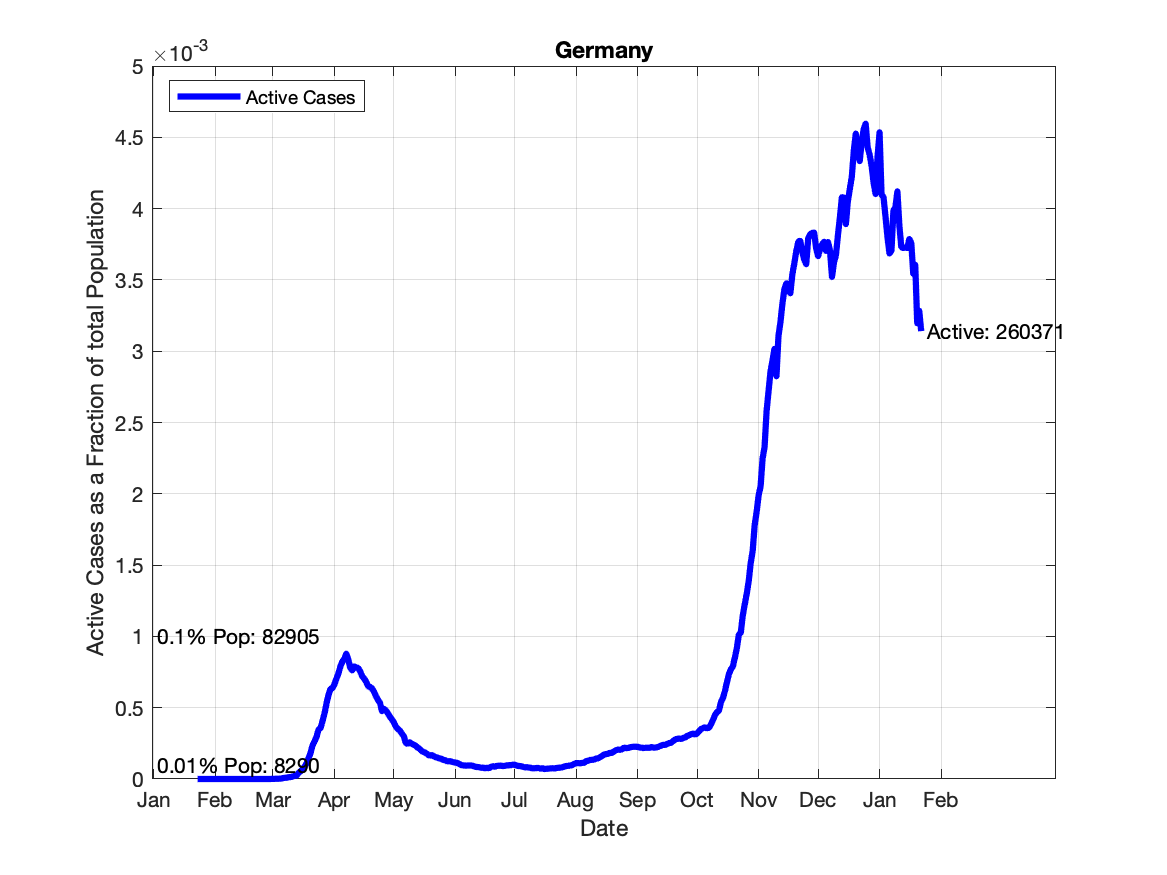 Germany
×10-3
5
4.5
4
3.5
3
2.5
2
1.5
1
0.5
0
Active Cases as a Fraction of total Population
Active Cases
Active: 260371
0.1% Pop: 82905
0.01% Pop: 8290
Jan Feb Mar Apr May Jun Jul Aug Sep Oct Nov Dec Jan Feb
Date